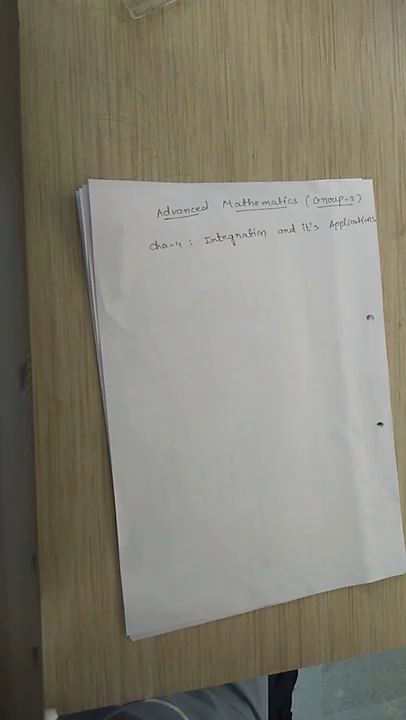 Advanced Mathematics (Group-2)
cha-4 : Integration and it's Applications